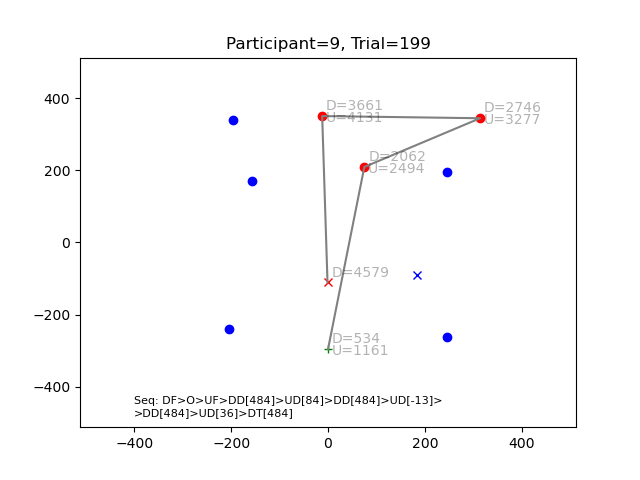 Participant=9, Trial=199
D=3661
U=4131
D=2746
U=3277
D=2062
U=2494
D=4579
D=534
U=1161
Seq: DF>O>UF>DD[484]>UD[84]>DD[484]>UD[-13]>
>DD[484]>UD[36]>DT[484]
400
200
0
−200
−400
−400
−200
0
200
400